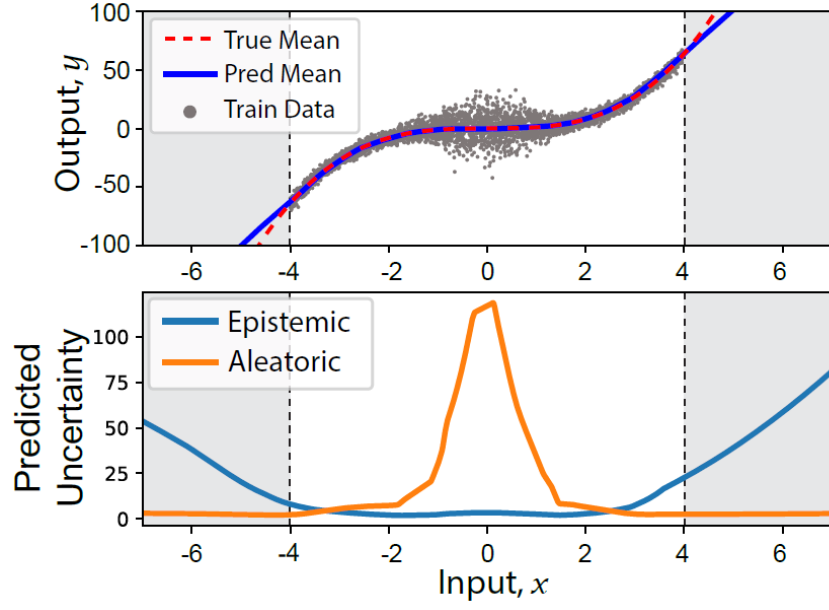 100
50
0
-50
-100
Output, y
True Mean
Pred Mean
Train Data
-6 -4 -2 0 2 4 6
100
75
50
25
0
Predicted
Uncertainty
Epistemic
Aleatoric
-6 -4 -2 0 2 4 6
Input, x